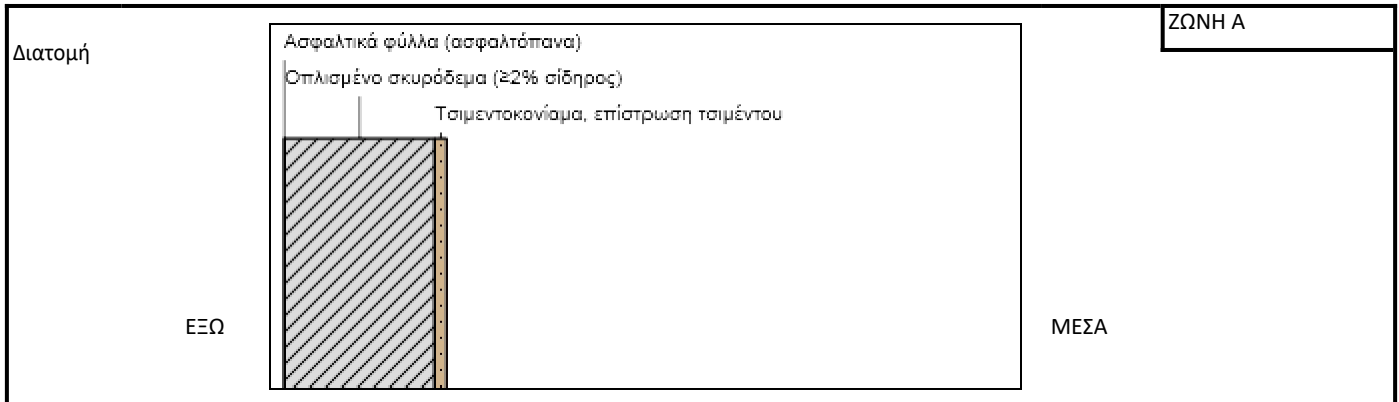 ΖΩΝΗ Α
Διατομή
Ασφαλτικά φύλλα (ασφαλτόπανα)
Οπλισμένο σκυρόδεμα (≥2% σίδηρος)
Τσιμεντοκονίαμα, επίστρωση τσιμέντου
ΕΞΩ
ΜΕΣΑ